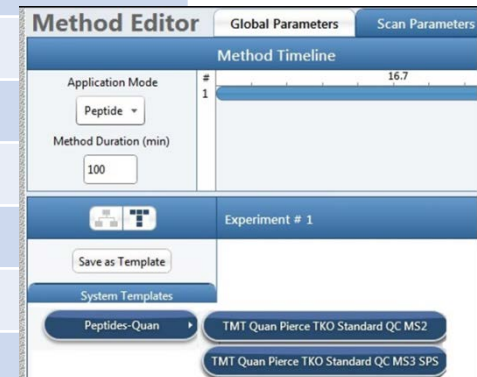 Method Editor
Global Parameters
Scan Parameters
Method Timeline
Application Mode
Peptide
Method Duration (min)
100
#
1
16.7
Experiment # 1
Save as Template
System Templates
Peptides-Quan
TMT Quan Pierce TKO Standard QC MS2
TMT Quan Pierce TKO Standard QC MS3 SPS